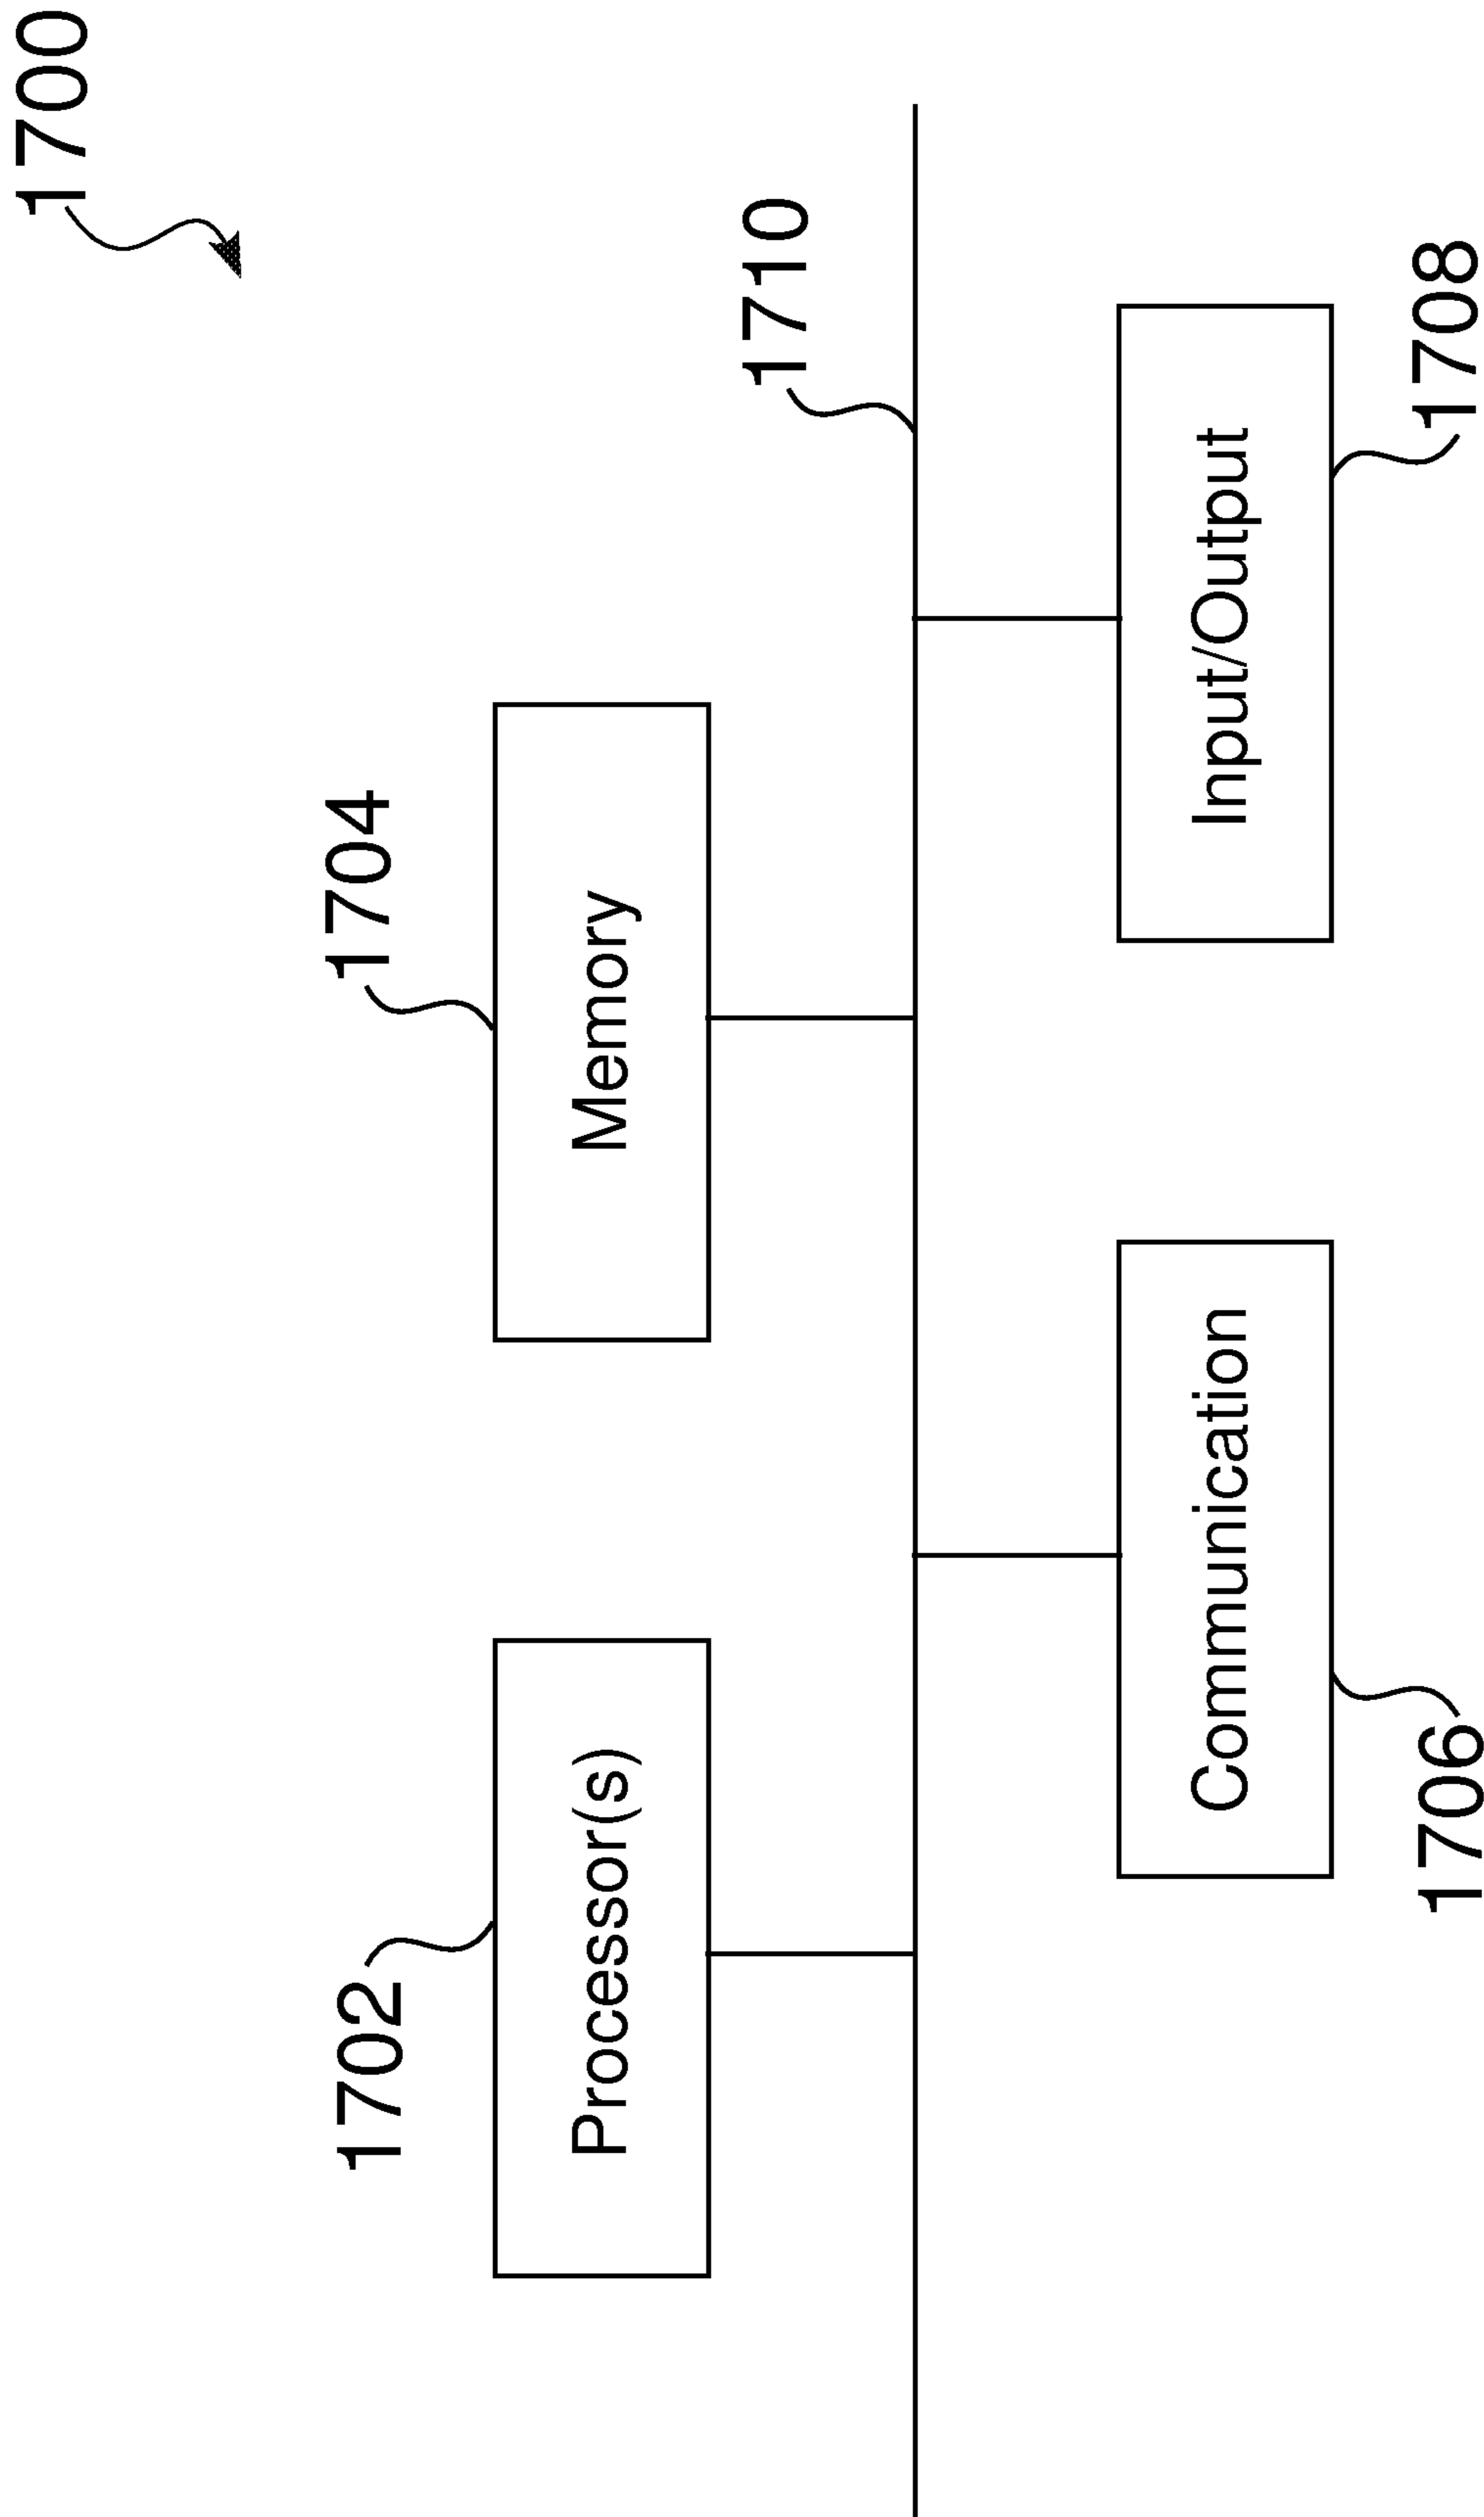 1700
1702
1704
Processor(s)
Memory
1710
Communication
Input/Output
1706
1708